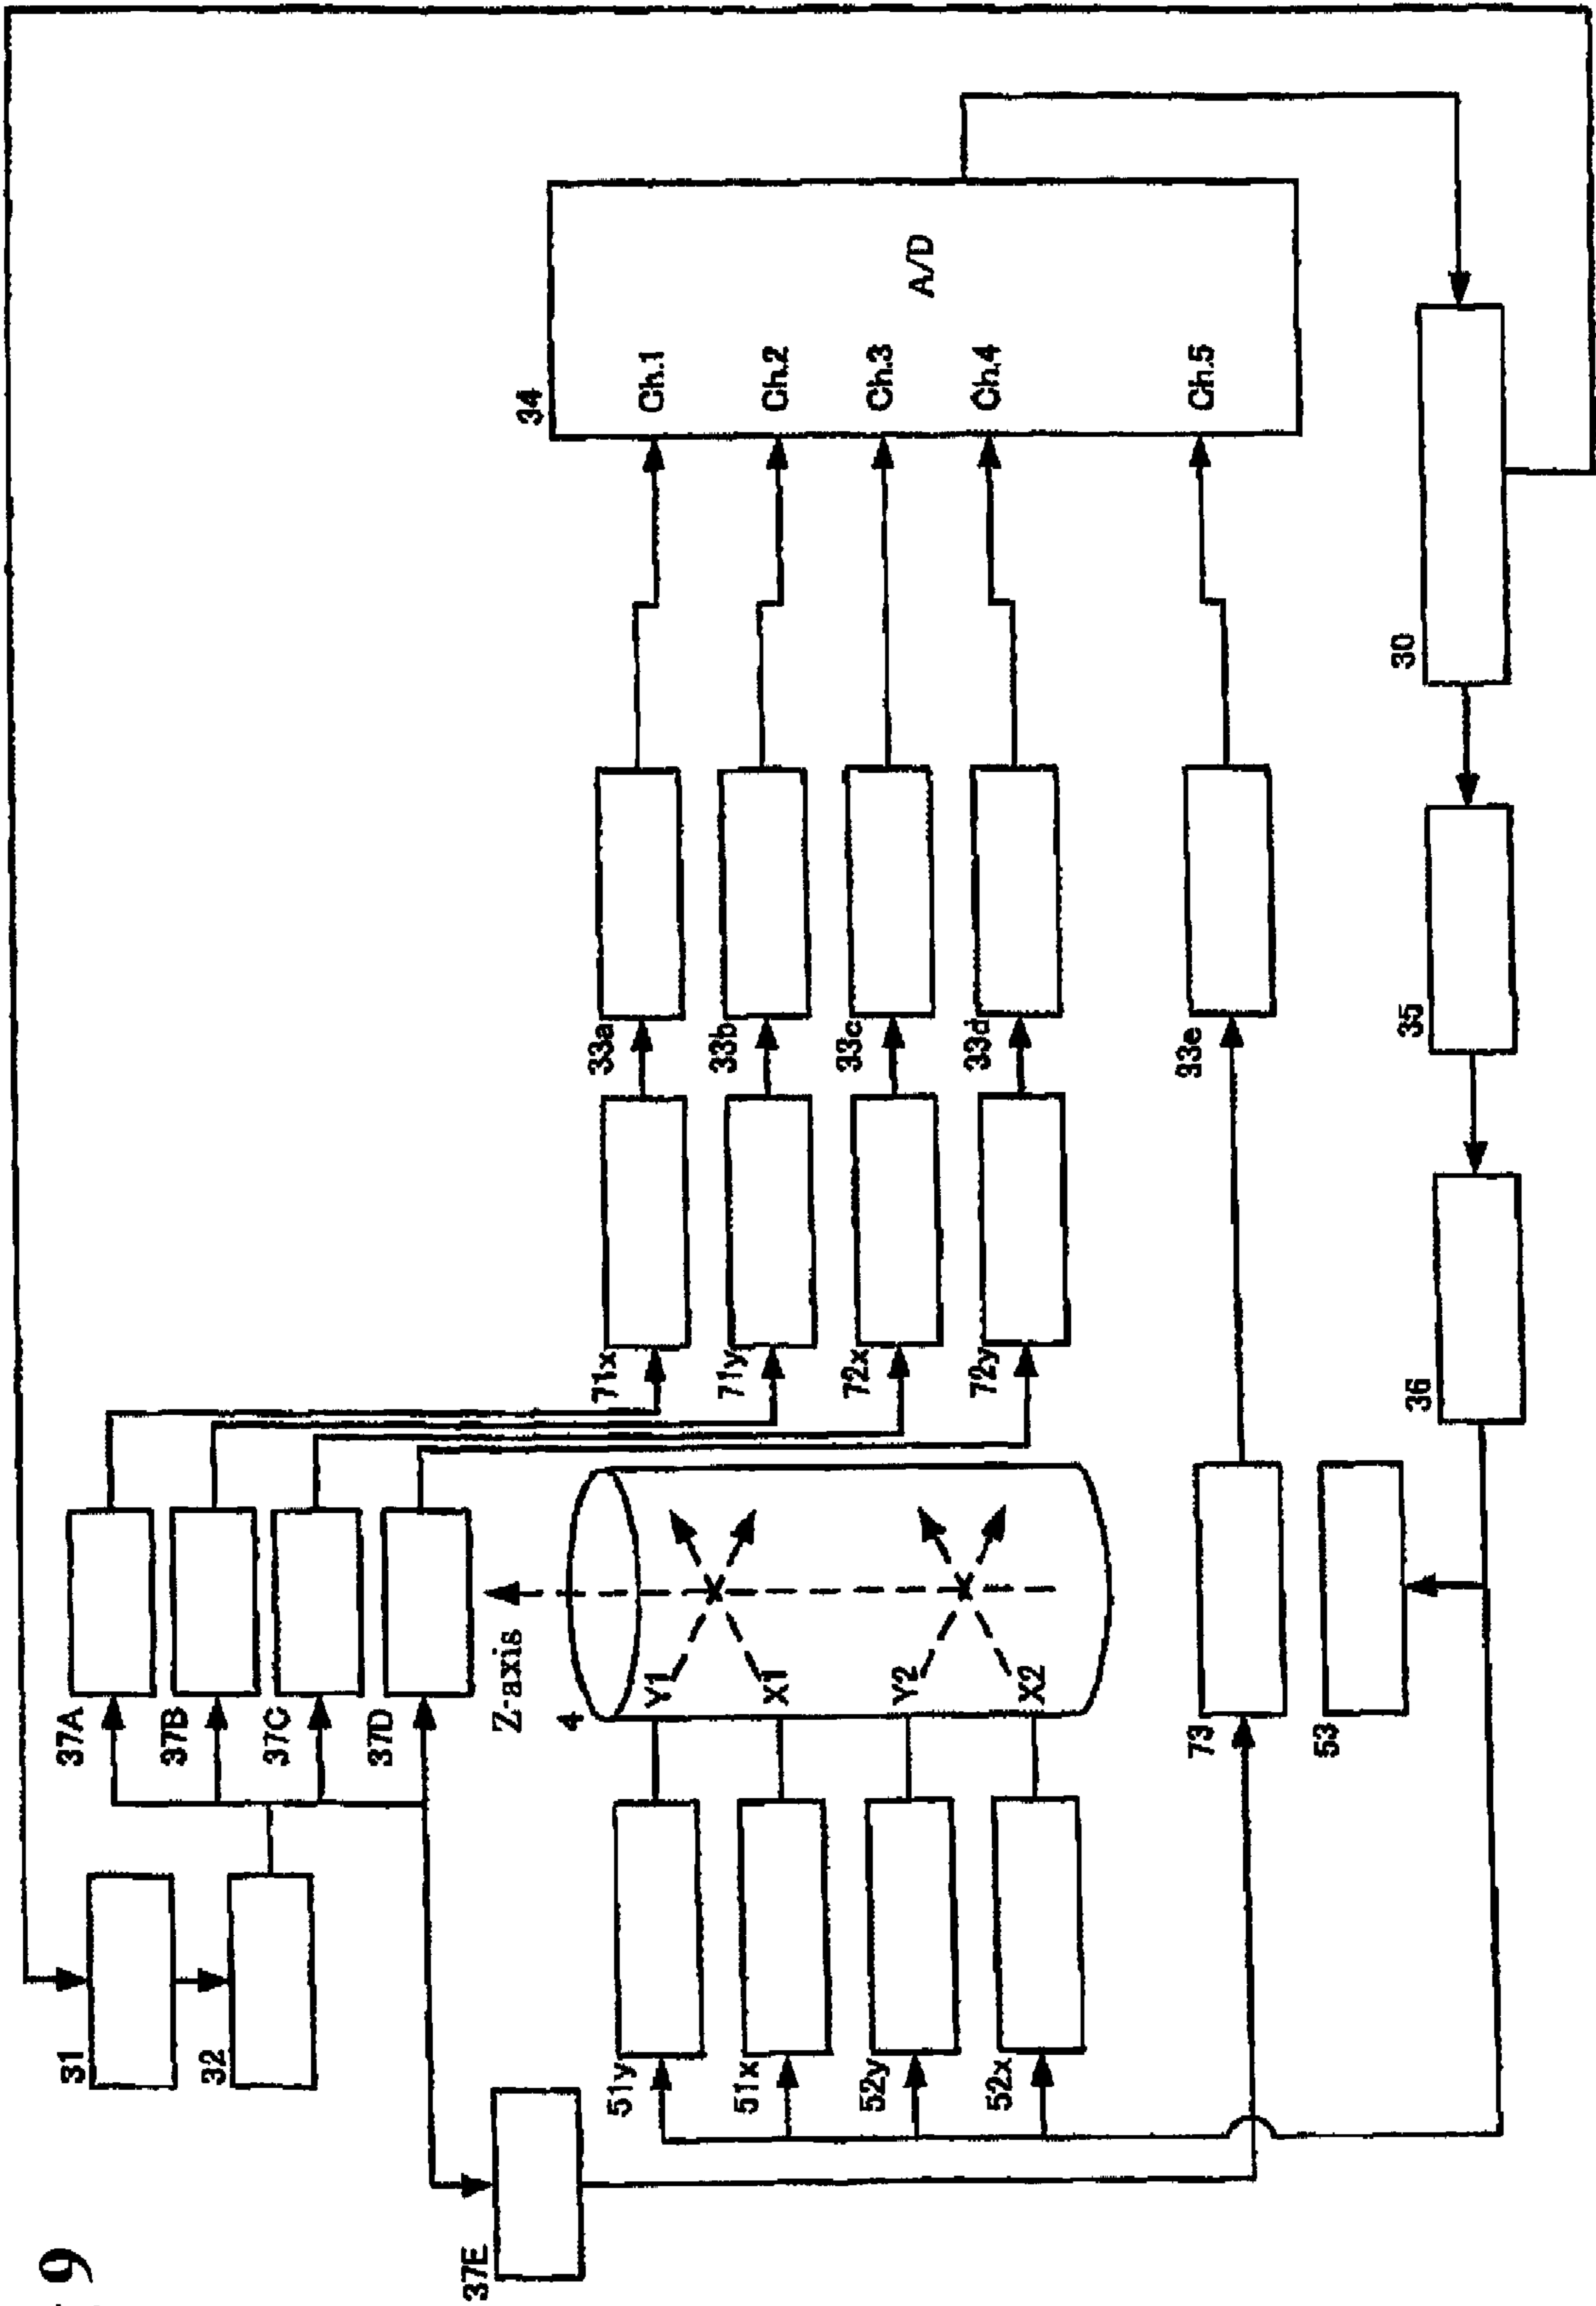 9
31
32
37A
37B
37C
37D
37E
Z-axis
4
Y1
X1
Y2
X2
51y
51x
52y
52x
71x
71y
72x
72y
73
53
33a
33b
33c
33d
33e
34
Ch.1
Ch.2
Ch.3
Ch.4
Ch.5
A/D
30
35
36